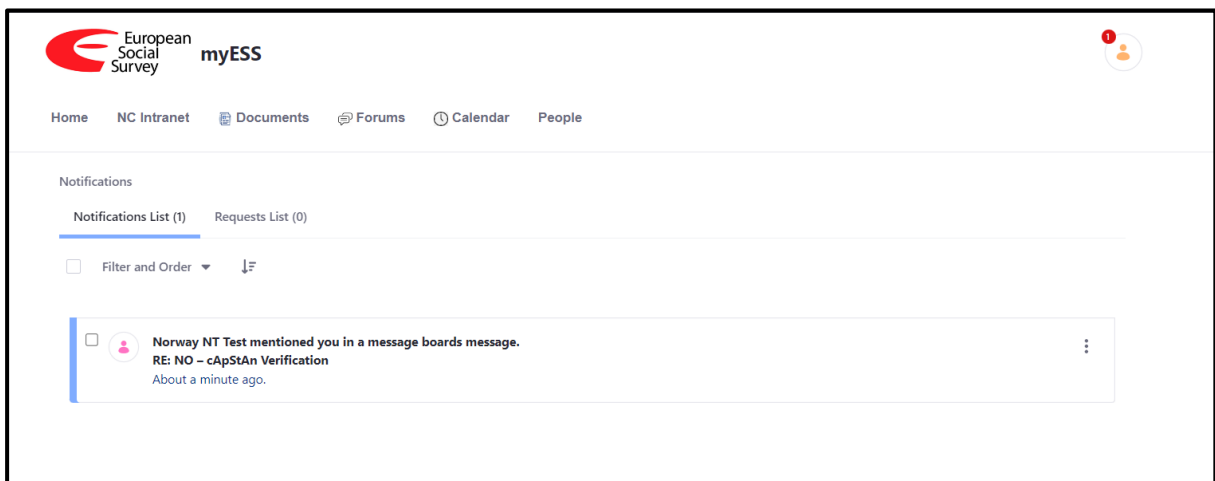 European
Social
Survey
myESS
1
Home NC Intranet Documents Forums Calendar People
Notifications
Notifications List (1) Requests List (0)
Filter and Order
Norway NT Test mentioned you in a message boards message.
RE: NO – cApStAn Verification
About a minute ago.